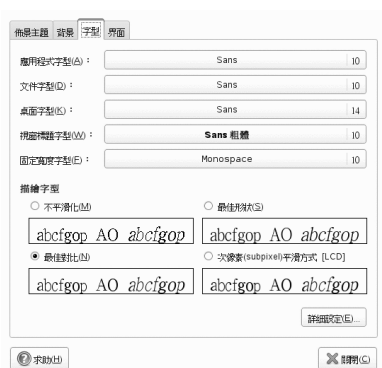 佈景主題 背景 字型 界面
應用程式字型(A)： Sans 10
文件字型(D)： Sans 10
桌面字型(K)： Sans 14
視窗標題字型(W)： Sans 粗體 10
固定寬度字型(F)： Monospace 10
描繪字型
不平滑化(M) 最佳形狀(S)
abcfgop AO abcfgop abcfgop AO abcfgop
最佳對比(N) 次像素(subpixel)平滑方式 [LCD]
abcfgop AO abcfgop abcfgop AO abcfgop
詳細設定(E)...
求助(H) 關閉(C)